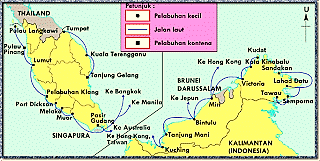 Petunjuk :
Pelabuhan kecil
Jalan laut
Pelabuhan kontena
THAILAND
Pulau Langkawi
Tumpat
Pulau Pinang
Kuala Terengganu
Lumut
Tanjung Gelang
Pelabuhan Klang
Port Dickson
Melaka
Muar
Pasir Gudang
SINGAPURA
Ke Bangkok
Ke Manila
Ke Australia
Ke Hong Kong,
Taiwan
Kudat
Ke Hong Kong
Kota Kinabalu
Sandakan
BRUNEI DARUSSALAM
Victoria
Lahad Datu
Tawau
Semporna
Ke Jepun
Miri
Bintulu
Tanjung Mani
Kuching
KALIMANTAN
(INDONESIA)
U